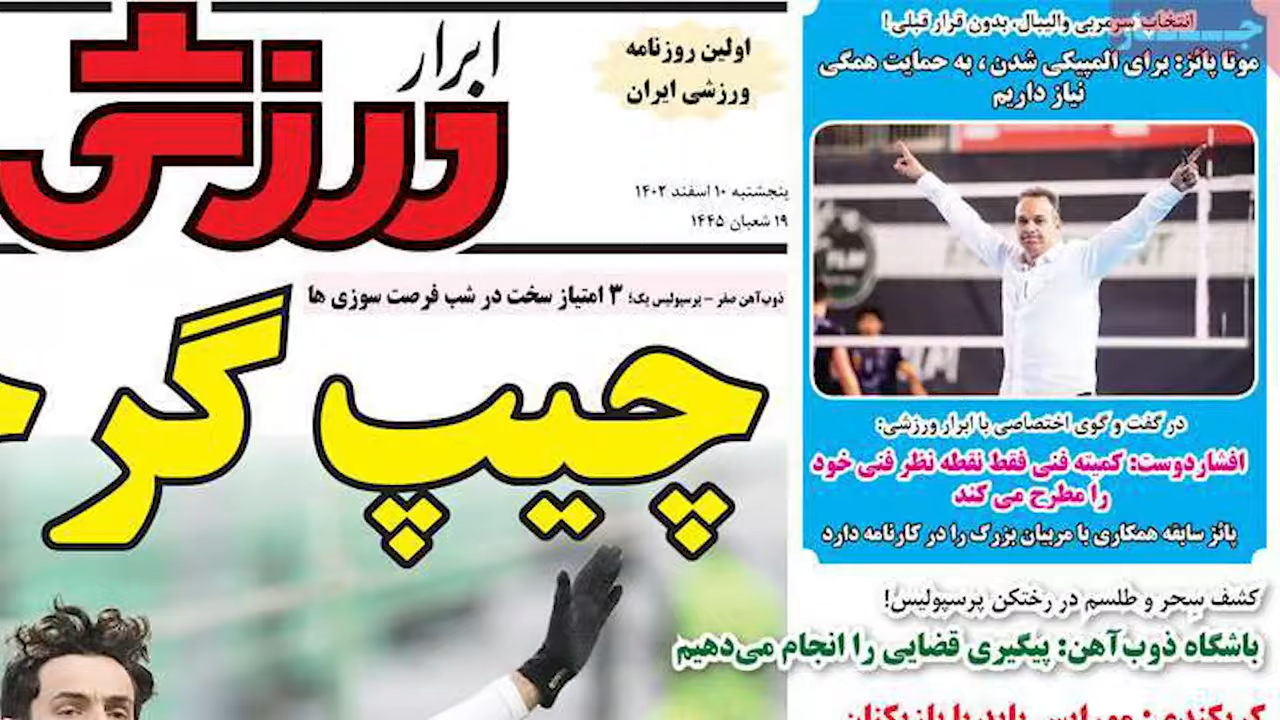 انتخاب سرمربی والیبال، بدون قرار قبلی!
موتا پائز: برای المپیکی شدن، به حمایت همگی
نیاز داریم
در گفت و گوی اختصاصی با ابرار ورزشی:
افشاردوست: کمیته فنی فقط نقطه نظر فنی خود
را مطرح می کند
پائز سابقه همکاری با مربیان بزرگ را در کارنامه دارد
کشف سِحر و طلسم در رختکن پرسپولیس!
باشگاه ذوب‌آهن: پیگیری قضایی را انجام می‌دهیم
اولین روزنامه
ورزشی ایران
ابرار
ورزشی
پنجشنبه ۱۰ اسفند ۱۴۰۲
۱۹ شعبان ۱۴۴۵
ذوب‌آهن صفر - پرسپولیس یک؛ ۳ امتیاز سخت در شب فرصت سوزی ها
چیپ گر